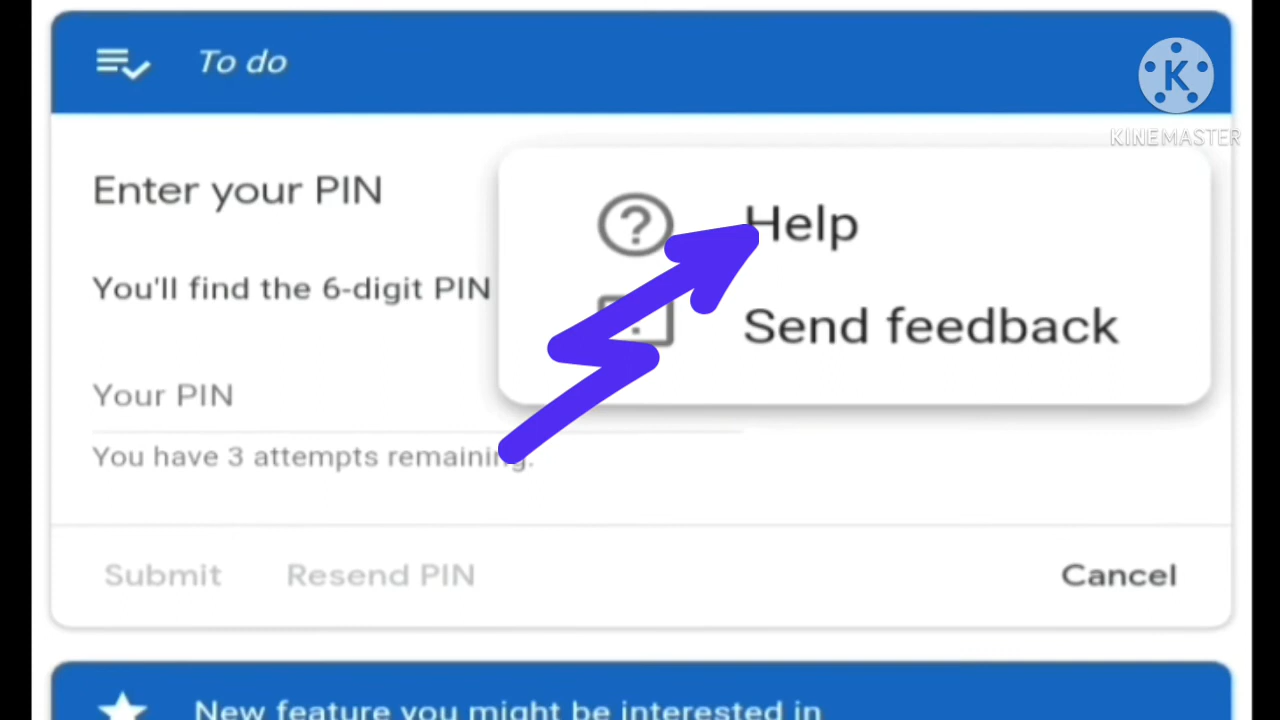 To do
K
KINEMASTER
Enter your PIN
Help
You'll find the 6-digit PIN
Send feedback
Your PIN
You have 3 attempts remaining.
Submit
Resend PIN
Cancel
New feature you might be interested in